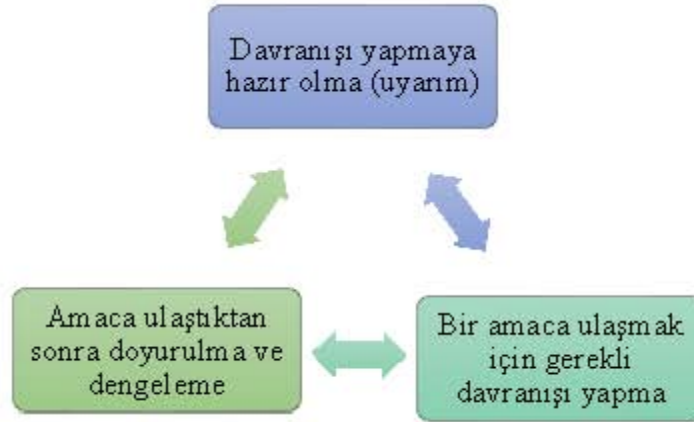 Davranışı yapmaya
hazır olma (uyarım)
Amaca ulaştıktan
sonra doyurulma ve
dengeleme
Bir amaca ulaşmak
için gerekli
davranışı yapma